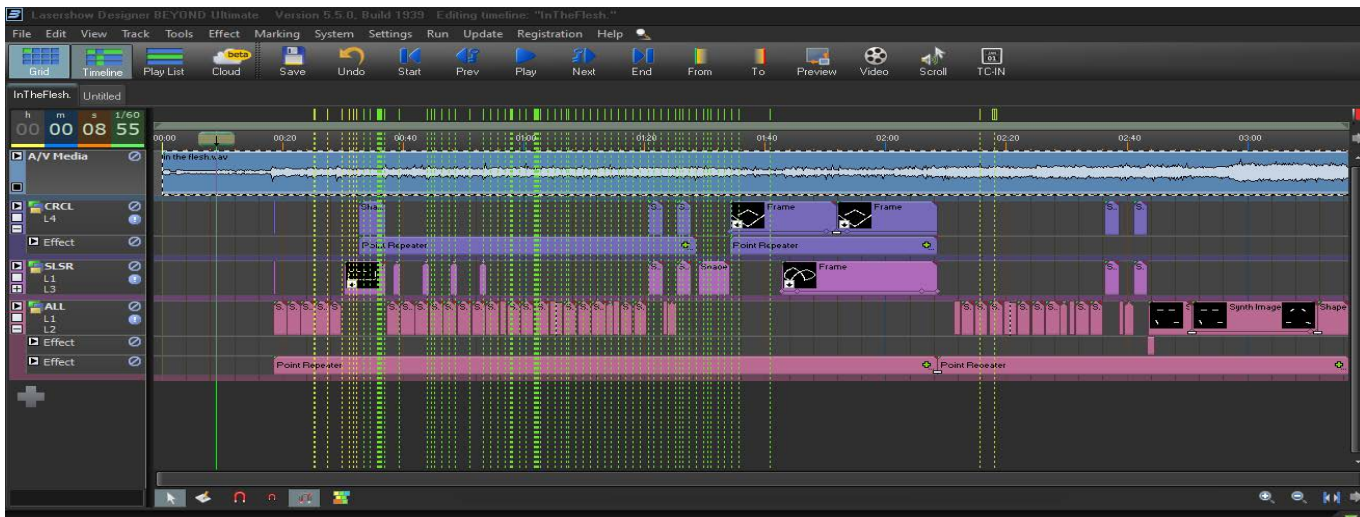 Lasershow Designer BEYOND Ultimate Version 5.5.0, Build 1939 Editing timeline: "InTheFlesh."
File Edit View Track Tools Effect Marking System Settings Run Update Registration Help
beta
JAN
01
Grid Timeline Play List Cloud Save Undo Start Prev Play Next End From To Preview Video Scroll TC-IN
InTheFlesh. Untitled
h m s 1/60
00 00 08 55
00:00 00:20 00:40 01:00 01:20 01:40 02:00 02:20 02:40 03:00
A/V Media
in the flesh.wav
CRCL
L4
Sha.. S.. S.. Frame Frame S.. S..
Effect
Point Repeater Point Repeater
SLSR
L1
L3
S.. S.. Shape Frame S.. S..
ALL
L1
L2
Synth Image Shape
Effect
Effect
Point Repeater Point Repeater